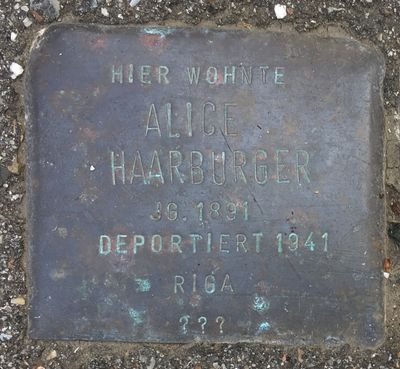 HIER WOHNTE
ALICE
HAARBURGER
JG. 1891
DEPORTIERT 1941
RIGA
???